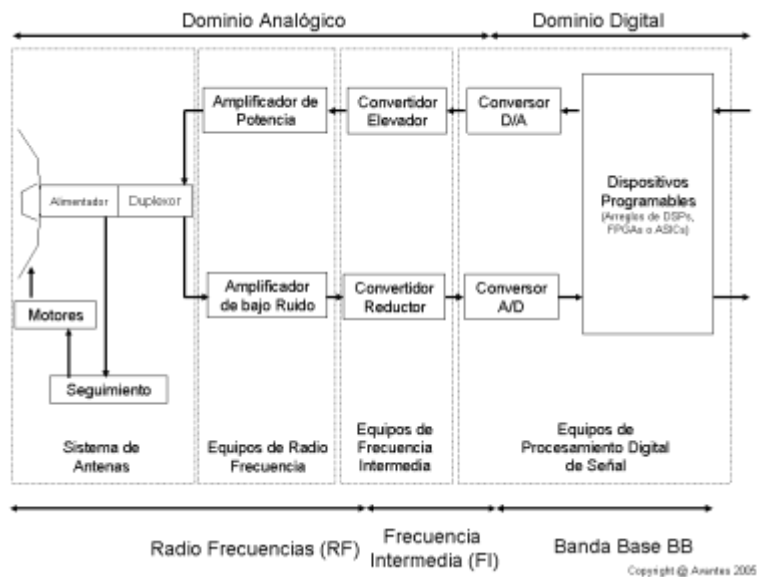 Dominio Analógico
Dominio Digital
Amplificador de
Potencia
Convertidor
Elevador
Conversor
D/A
Dispositivos
Programables
(Arreglos de DSPs,
FPGAs o ASICs)
Alimentador
Duplexor
Amplificador
de bajo Ruido
Convertidor
Reductor
Conversor
A/D
Motores
Seguimiento
Sistema de
Antenas
Equipos de Radio
Frecuencia
Equipos de
Frecuencia
Intermedia
Equipos de
Procesamiento Digital
de Señal
Radio Frecuencias (RF)
Frecuencia
Intermedia (FI)
Banda Base BB
Copyright @ Avantes 2005